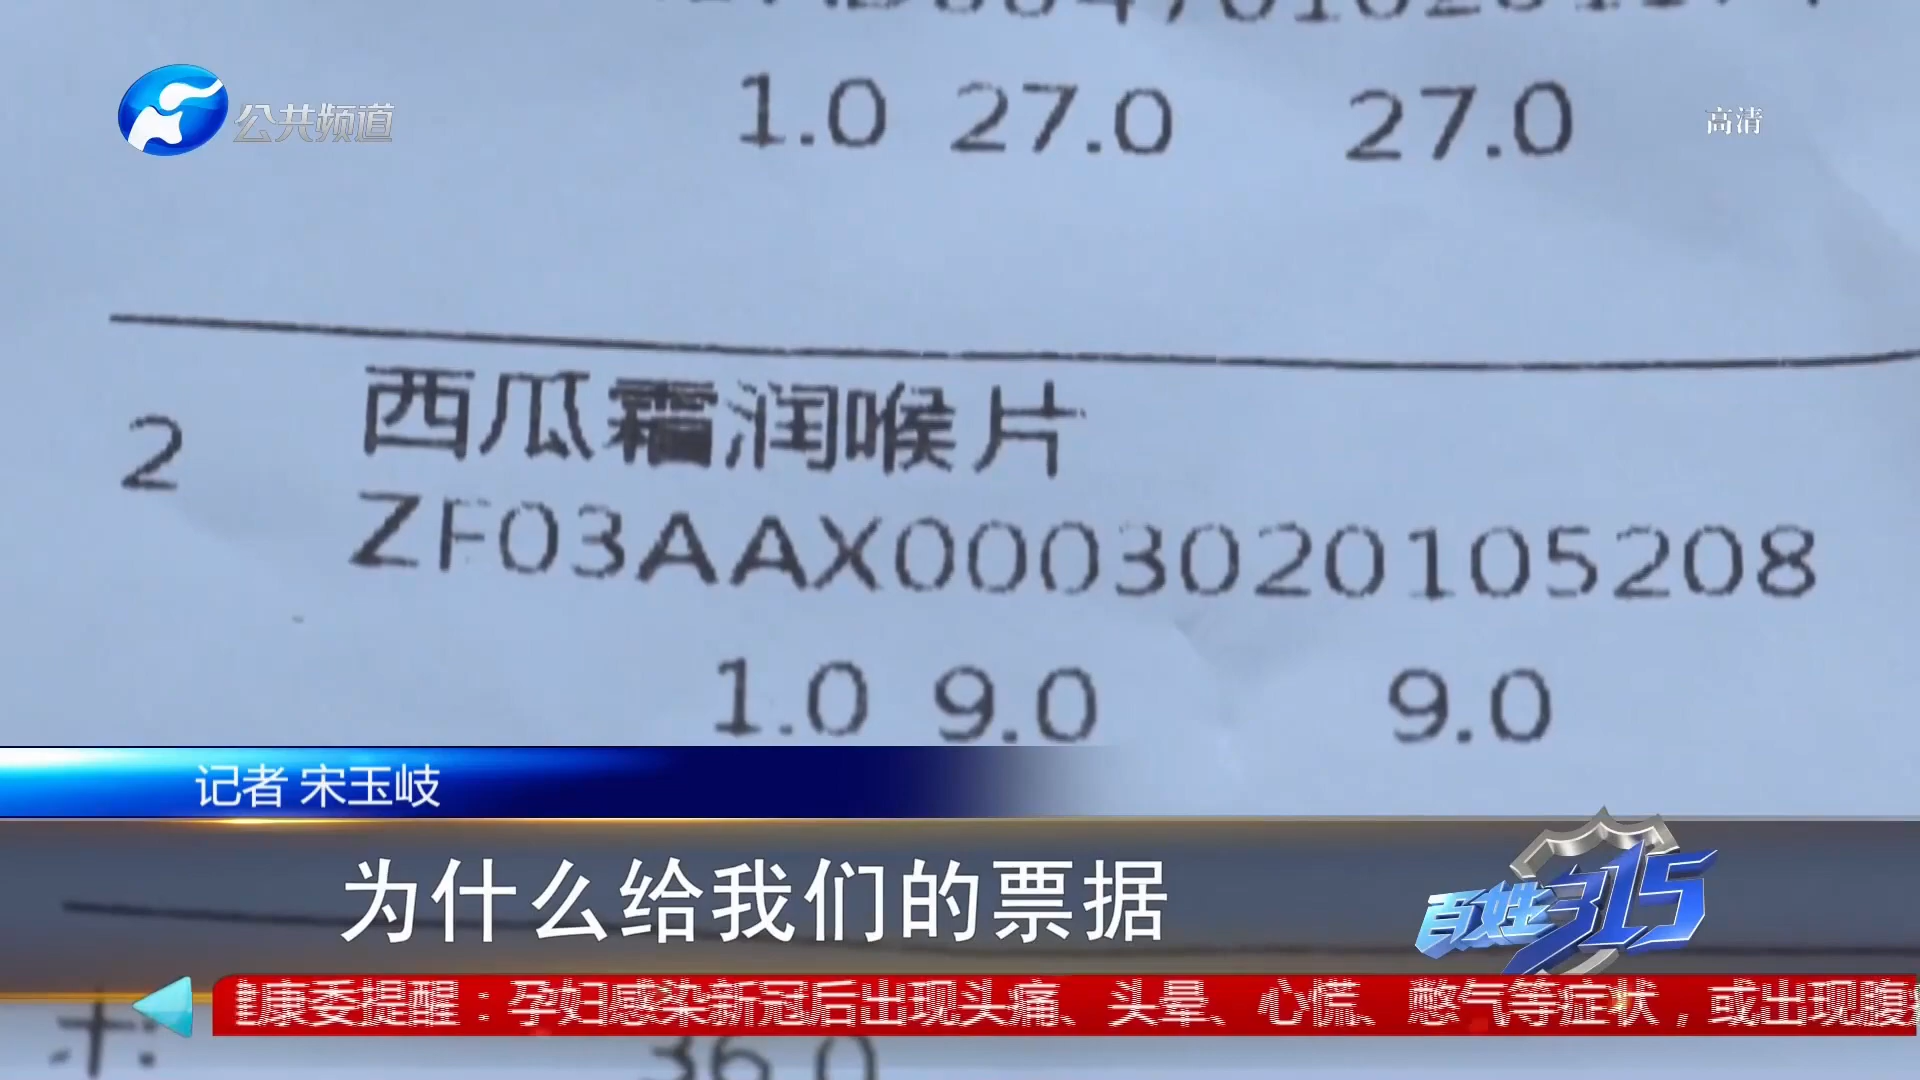 公共频道
高清
1.0 27.0 27.0
2
西瓜霜润喉片
ZF03AAX0003020105208
1.0 9.0 9.0
记者 宋玉岐
为什么给我们的票据
百姓315
健康委提醒：孕妇感染新冠后出现头痛、头晕、心慌、憋气等症状，或出现腹
36.0